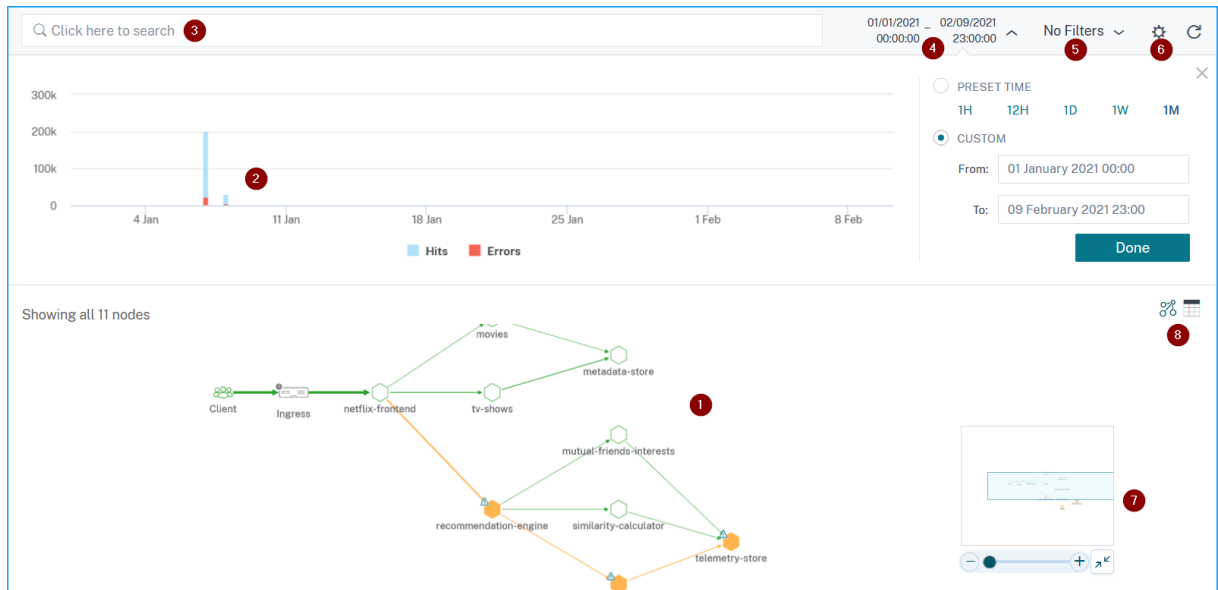 Click here to search 3
01/01/2021 – 02/09/2021
00:00:00 23:00:00
4
No Filters
5
6
300k
200k
100k
0
2
4 Jan 11 Jan 18 Jan 25 Jan 1 Feb 8 Feb
Hits Errors
PRESET TIME
1H 12H 1D 1W 1M
CUSTOM
From: 01 January 2021 00:00
To: 09 February 2021 23:00
Done
Showing all 11 nodes
8
movies
metadata-store
Client
Ingress
netflix-frontend
tv-shows
1
mutual-friends-interests
recommendation-engine
similarity-calculator
telemetry-store
7